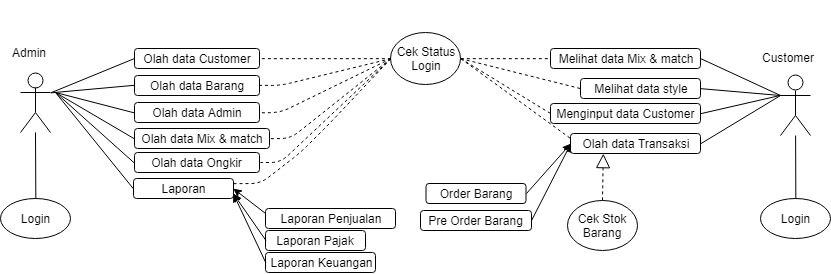 Admin
Olah data Customer
Olah data Barang
Olah data Admin
Olah data Mix & match
Olah data Ongkir
Laporan
Login
Laporan Penjualan
Laporan Pajak
Laporan Keuangan
Cek Status
Login
Customer
Melihat data Mix & match
Melihat data style
Menginput data Customer
Olah data Transaksi
Order Barang
Pre Order Barang
Cek Stok
Barang
Login